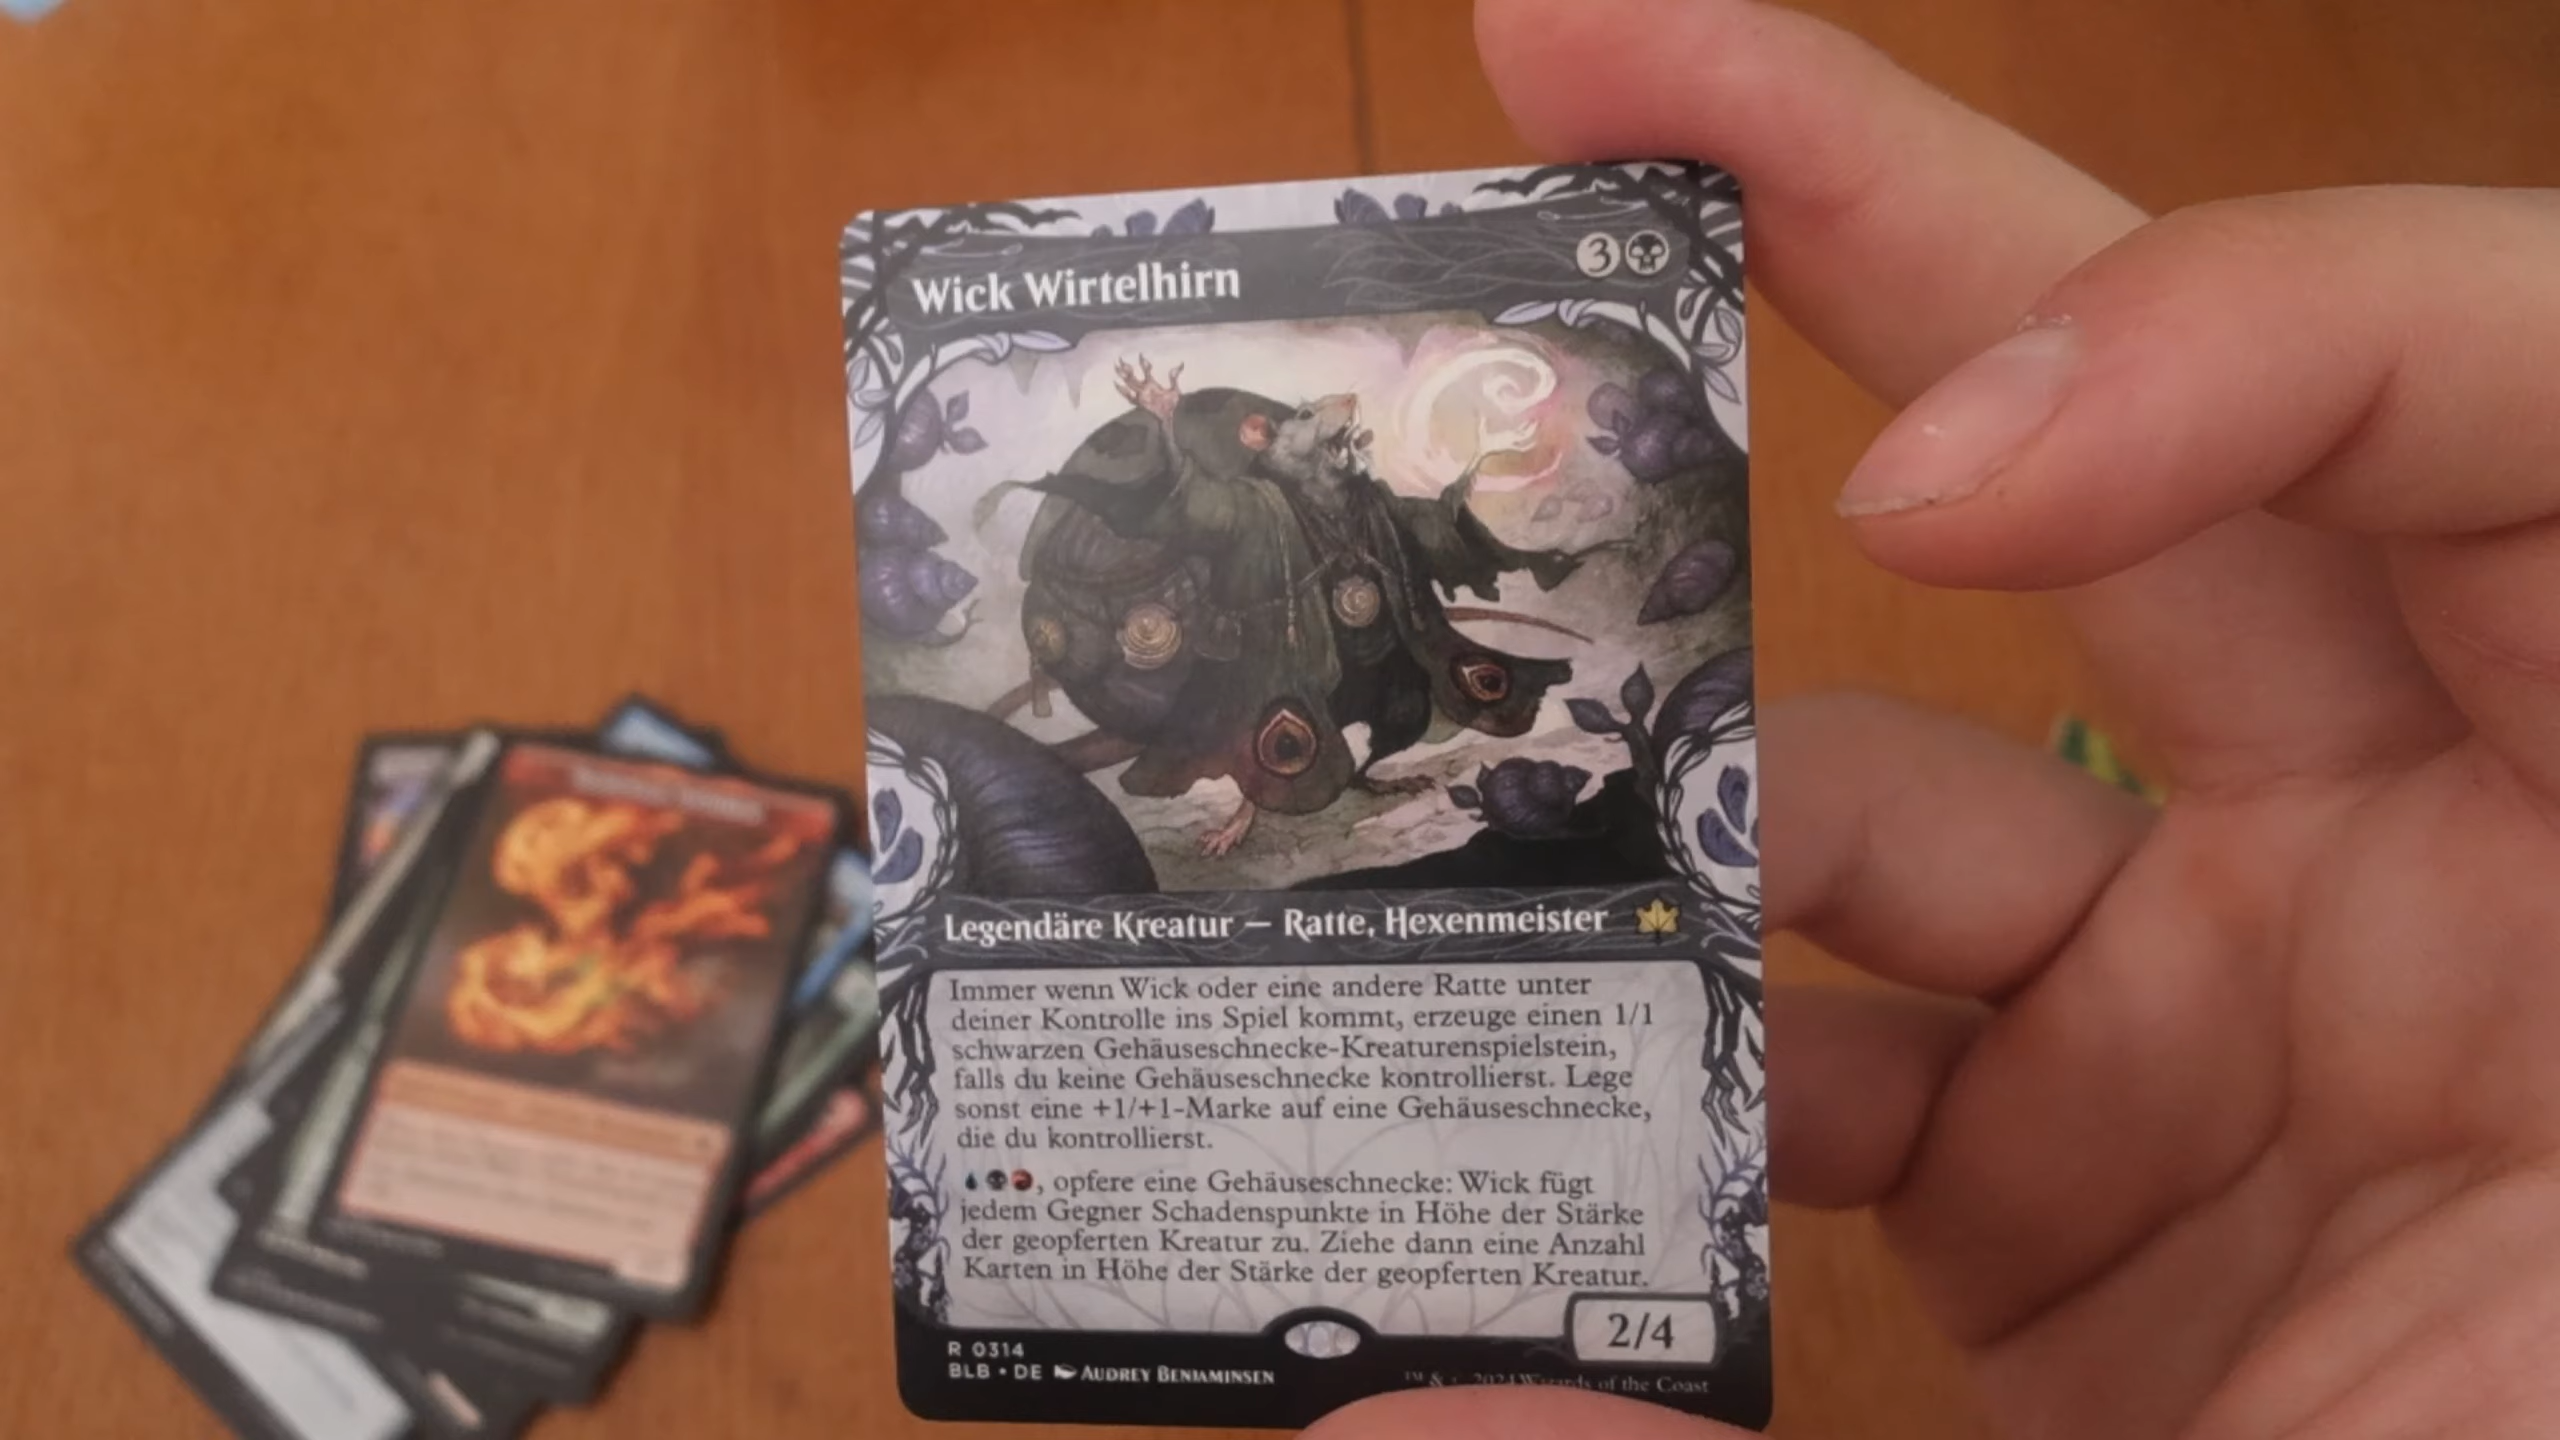 Wick Wirtelhirn
3
Legendäre Kreatur — Ratte, Hexenmeister
Immer wenn Wick oder eine andere Ratte unter
deiner Kontrolle ins Spiel kommt, erzeuge einen 1/1
schwarzen Gehäuseschnecke-Kreaturenspielstein,
falls du keine Gehäuseschnecke kontrollierst. Lege
sonst eine +1/+1-Marke auf eine Gehäuseschnecke,
die du kontrollierst.
, opfere eine Gehäuseschnecke: Wick fügt
jedem Gegner Schadenspunkte in Höhe der Stärke
der geopferten Kreatur zu. Ziehe dann eine Anzahl
Karten in Höhe der Stärke der geopferten Kreatur.
2/4
R 0314
BLB • DE AUDREY BENJAMINSEN
™ & © 2024 Wizards of the Coast